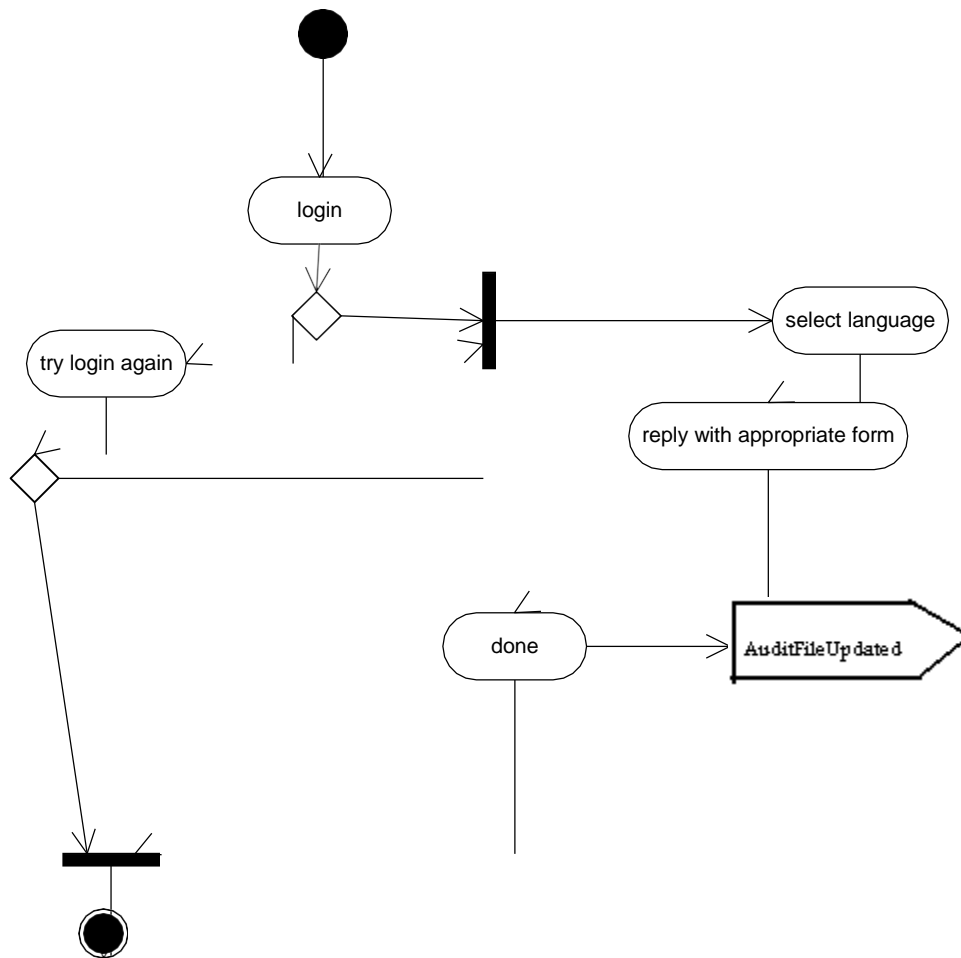 login
select language
try login again
reply with appropriate form
done
AuditFileUpdated